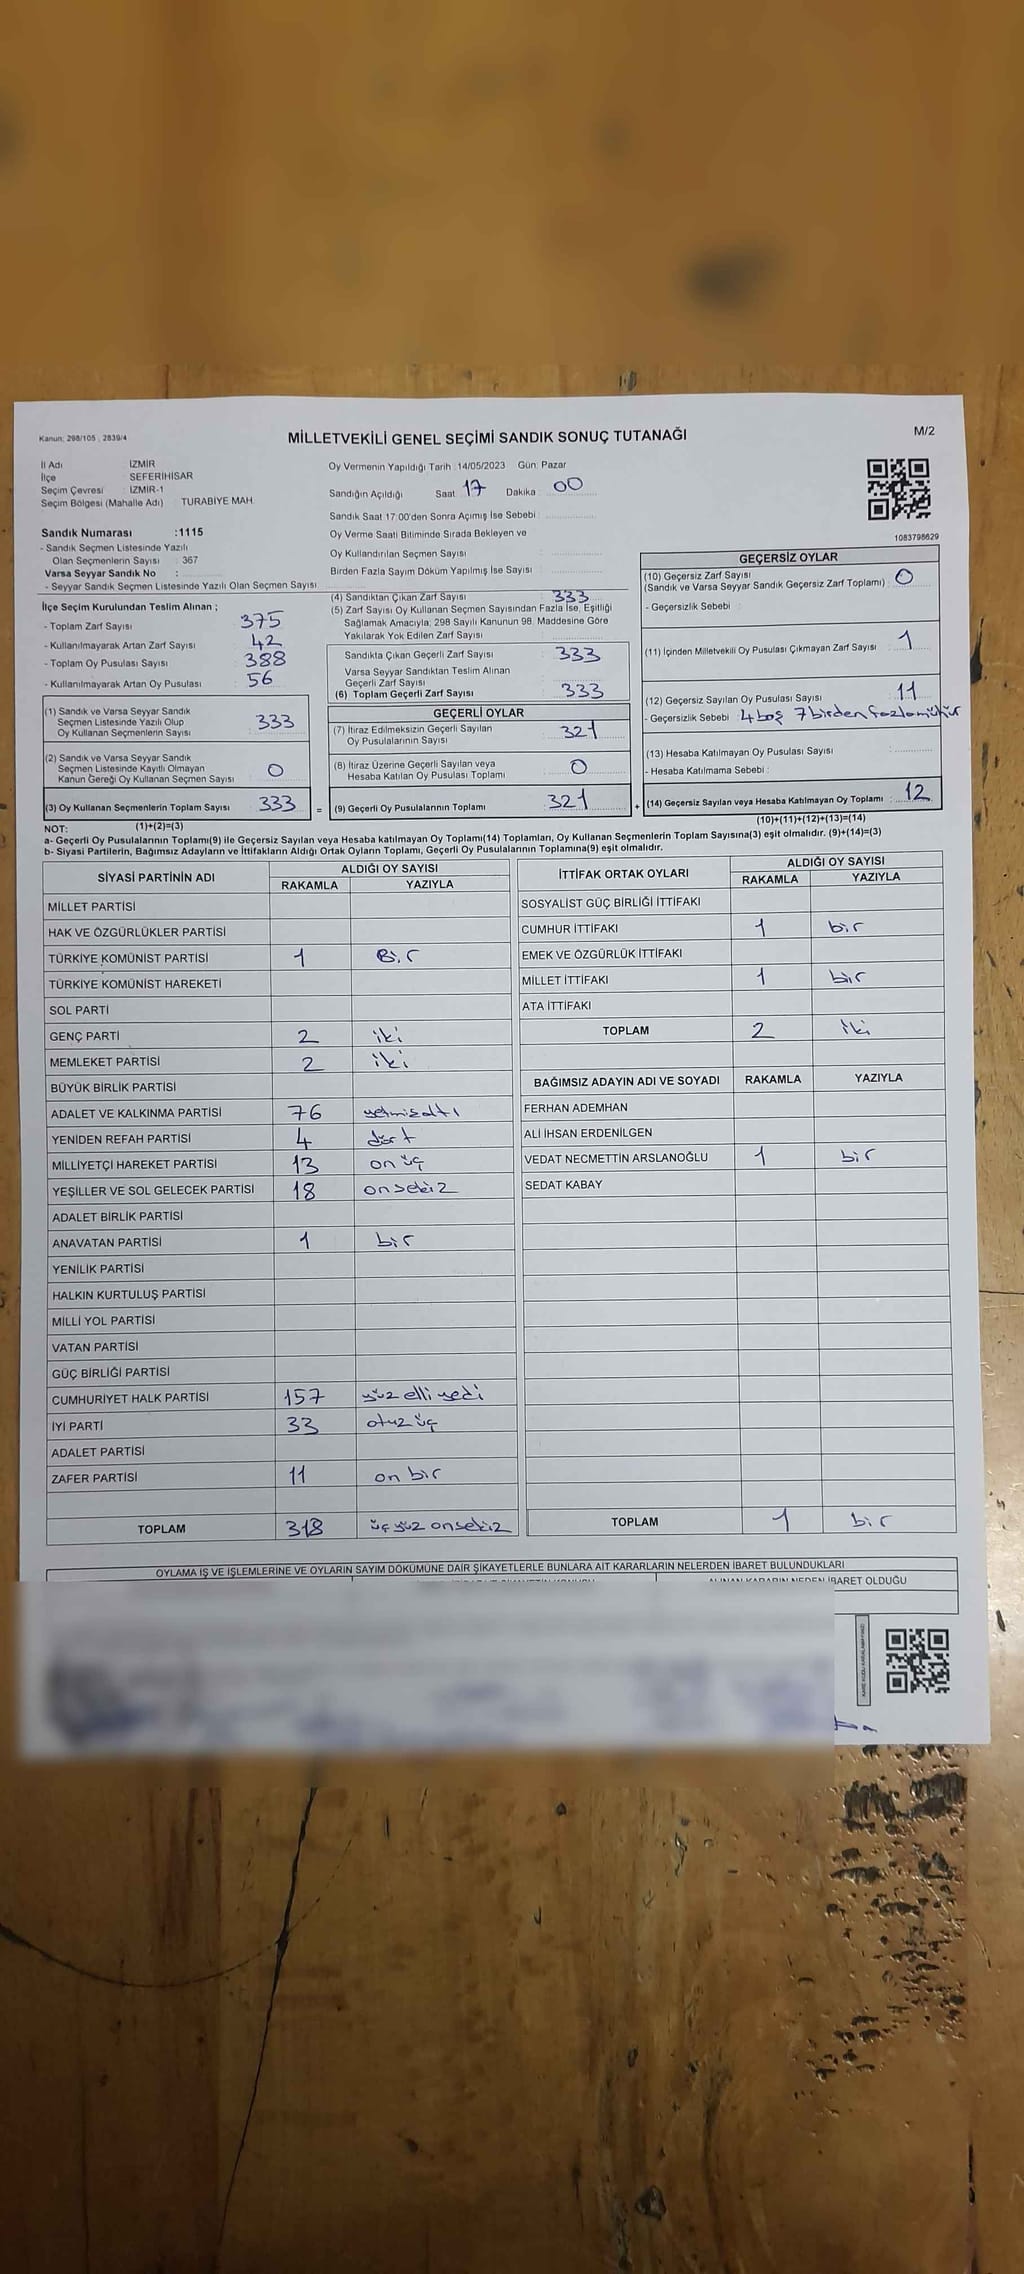 Kanun: 298/105 , 2839/4
MİLLETVEKİLİ GENEL SEÇİMİ SANDIK SONUÇ TUTANAĞI
M/2
İl Adı İZMİR
İlçe SEFERİHİSAR
Seçim Çevresi : İZMİR-1
Seçim Bölgesi (Mahalle Adı) TURABİYE MAH.
Oy Vermenin Yapıldığı Tarih : 14/05/2023 Gün: Pazar
Sandığın Açıldığı Saat 17 Dakika : 00
Sandık Saat 17:00'den Sonra Açılmış İse Sebebi :
Oy Verme Saati Bitiminde Sırada Bekleyen ve
Oy Kullandırılan Seçmen Sayısı :
Birden Fazla Sayım Döküm Yapılmış İse Sayısı :
1083798629
Sandık Numarası :1115
- Sandık Seçmen Listesinde Yazılı
Olan Seçmenlerin Sayısı : 367
Varsa Seyyar Sandık No :
- Seyyar Sandık Seçmen Listesinde Yazılı Olan Seçmen Sayısı :
İlçe Seçim Kurulundan Teslim Alınan ;
- Toplam Zarf Sayısı : 375
- Kullanılmayarak Artan Zarf Sayısı : 42
- Toplam Oy Pusulası Sayısı : 388
- Kullanılmayarak Artan Oy Pusulası : 56
(1) Sandık ve Varsa Seyyar Sandık
Seçmen Listesinde Yazılı Olup
Oy Kullanan Seçmenlerin Sayısı : 333
(2) Sandık ve Varsa Seyyar Sandık
Seçmen Listesinde Kayıtlı Olmayan
Kanun Gereği Oy Kullanan Seçmen Sayısı : 0
(3) Oy Kullanan Seçmenlerin Toplam Sayısı : 333 =
(1)+(2)=(3)
(4) Sandıktan Çıkan Zarf Sayısı : 333
(5) Zarf Sayısı Oy Kullanan Seçmen Sayısından Fazla İse, Eşitliği
Sağlamak Amacıyla; 298 Sayılı Kanunun 98. Maddesine Göre
Yakılarak Yok Edilen Zarf Sayısı :
Sandıkta Çıkan Geçerli Zarf Sayısı : 333
Varsa Seyyar Sandıktan Teslim Alınan
Geçerli Zarf Sayısı :
(6) Toplam Geçerli Zarf Sayısı : 333
GEÇERLİ OYLAR
(7) İtiraz Edilmeksizin Geçerli Sayılan
Oy Pusulalarının Sayısı : 321
(8) İtiraz Üzerine Geçerli Sayılan veya
Hesaba Katılan Oy Pusulası Toplamı : 0
(9) Geçerli Oy Pusulalarının Toplamı : 321 +
GEÇERSİZ OYLAR
(10) Geçersiz Zarf Sayısı
(Sandık ve Varsa Seyyar Sandık Geçersiz Zarf Toplamı) : 0
- Geçersizlik Sebebi :
(11) İçinden Milletvekili Oy Pusulası Çıkmayan Zarf Sayısı : 1
(12) Geçersiz Sayılan Oy Pusulası Sayısı : 11
- Geçersizlik Sebebi : 4 boş 7 birden fazla mühür
(13) Hesaba Katılmayan Oy Pusulası Sayısı :
- Hesaba Katılmama Sebebi :
(14) Geçersiz Sayılan veya Hesaba Katılmayan Oy Toplamı : 12
(10)+(11)+(12)+(13)=(14)
NOT:
a- Geçerli Oy Pusulalarının Toplamı(9) ile Geçersiz Sayılan veya Hesaba katılmayan Oy Toplamı(14) Toplamları, Oy Kullanan Seçmenlerin Toplam Sayısına(3) eşit olmalıdır. (9)+(14)=(3)
b- Siyasi Partilerin, Bağımsız Adayların ve İttifakların Aldığı Ortak Oyların Toplamı, Geçerli Oy Pusulalarının Toplamına(9) eşit olmalıdır.
SİYASİ PARTİNİN ADI ALDIĞI OY SAYISI
RAKAMLA YAZIYLA
MİLLET PARTİSİ
HAK VE ÖZGÜRLÜKLER PARTİSİ
TÜRKİYE KOMÜNİST PARTİSİ 1 Bir
TÜRKİYE KOMÜNİST HAREKETİ
SOL PARTİ
GENÇ PARTİ 2 iki
MEMLEKET PARTİSİ 2 iki
BÜYÜK BİRLİK PARTİSİ
ADALET VE KALKINMA PARTİSİ 76 yetmişaltı
YENİDEN REFAH PARTİSİ 4 dört
MİLLİYETÇİ HAREKET PARTİSİ 13 on üç
YEŞİLLER VE SOL GELECEK PARTİSİ 18 onsekiz
ADALET BİRLİK PARTİSİ
ANAVATAN PARTİSİ 1 bir
YENİLİK PARTİSİ
HALKIN KURTULUŞ PARTİSİ
MİLLİ YOL PARTİSİ
VATAN PARTİSİ
GÜÇ BİRLİĞİ PARTİSİ
CUMHURİYET HALK PARTİSİ 157 yüz elli yedi
İYİ PARTİ 33 otuz üç
ADALET PARTİSİ
ZAFER PARTİSİ 11 on bir
TOPLAM 318 üç yüz onsekiz
İTTİFAK ORTAK OYLARI ALDIĞI OY SAYISI
RAKAMLA YAZIYLA
SOSYALİST GÜÇ BİRLİĞİ İTTİFAKI
CUMHUR İTTİFAKI 1 bir
EMEK VE ÖZGÜRLÜK İTTİFAKI
MİLLET İTTİFAKI 1 bir
ATA İTTİFAKI
TOPLAM 2 iki
BAĞIMSIZ ADAYIN ADI VE SOYADI RAKAMLA YAZIYLA
FERHAN ADEMHAN
ALİ İHSAN ERDENİLGEN
VEDAT NECMETTİN ARSLANOĞLU 1 bir
SEDAT KABAY
TOPLAM 1 bir
OYLAMA İŞ VE İŞLEMLERİNE VE OYLARIN SAYIM DÖKÜMÜNE DAİR ŞİKAYETLERLE BUNLARA AİT KARARLARIN NELERDEN İBARET BULUNDUKLARI
ALINAN KARARIN NEDEN İBARET OLDUĞU